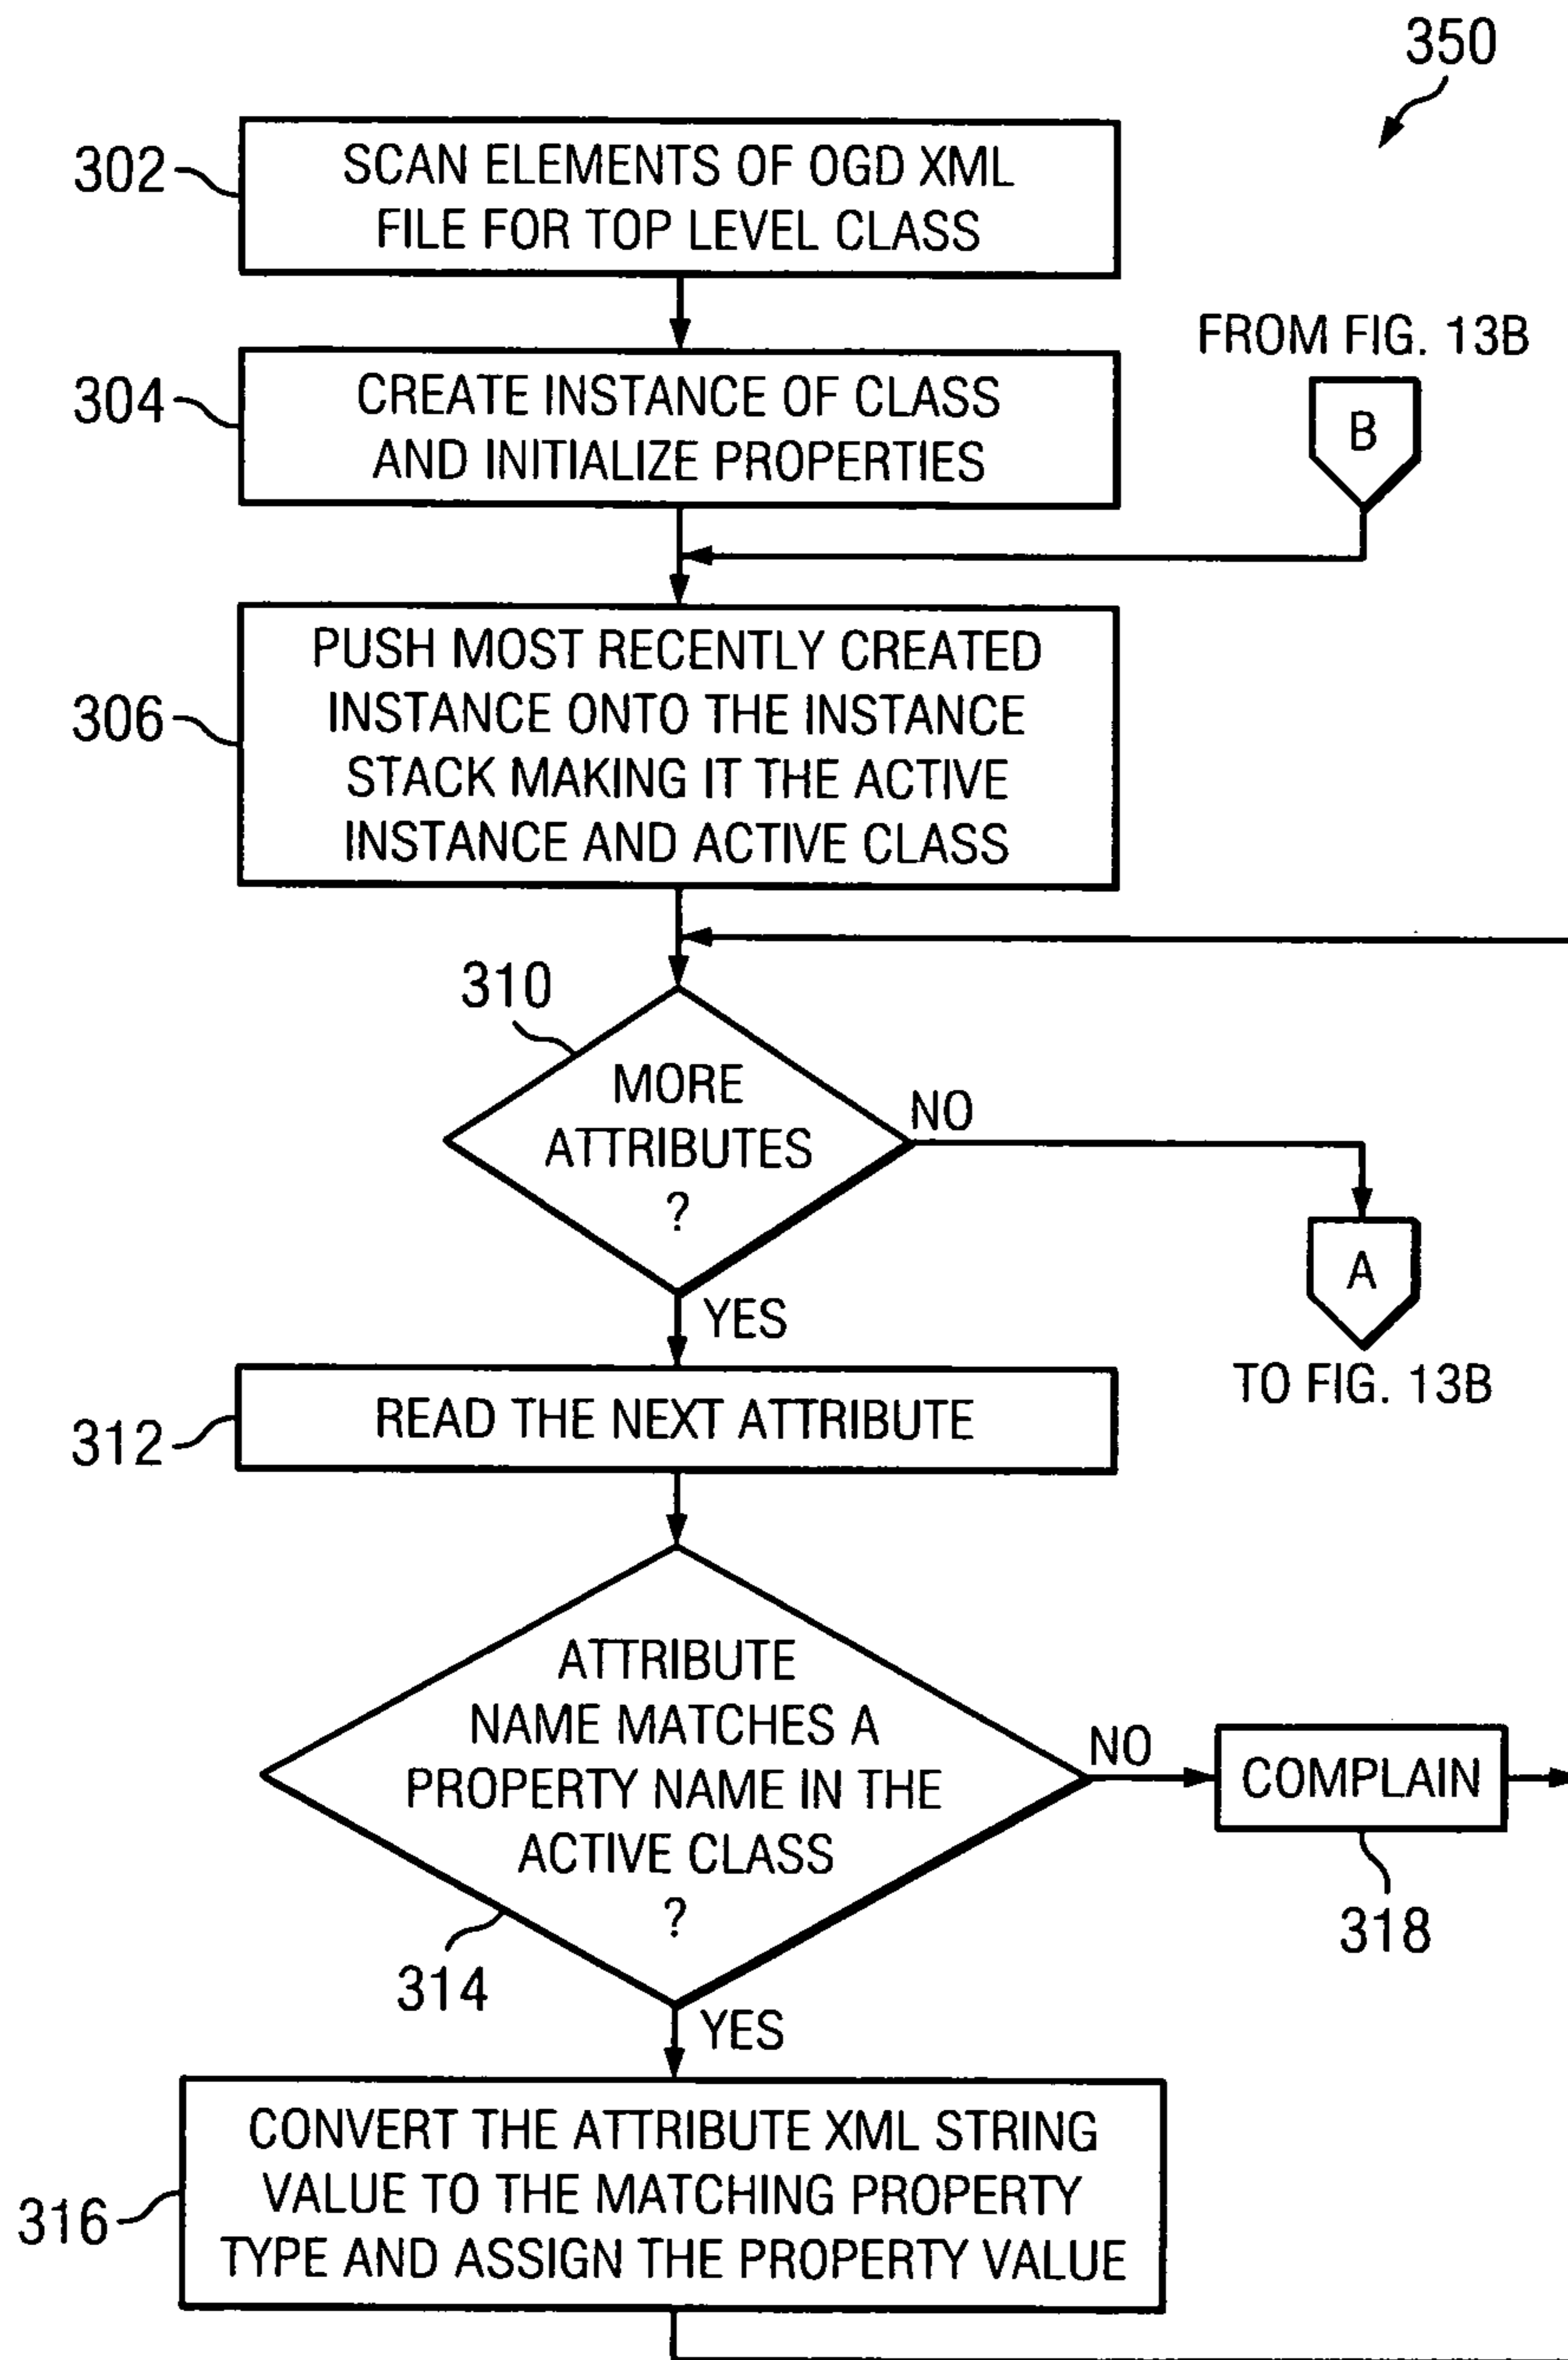 350
302
SCAN ELEMENTS OF OGD XML
FILE FOR TOP LEVEL CLASS
FROM FIG. 13B
B
304
CREATE INSTANCE OF CLASS
AND INITIALIZE PROPERTIES
306
PUSH MOST RECENTLY CREATED
INSTANCE ONTO THE INSTANCE
STACK MAKING IT THE ACTIVE
INSTANCE AND ACTIVE CLASS
310
MORE
ATTRIBUTES
?
NO
A
TO FIG. 13B
YES
312
READ THE NEXT ATTRIBUTE
314
ATTRIBUTE
NAME MATCHES A
PROPERTY NAME IN THE
ACTIVE CLASS
?
NO
COMPLAIN
318
YES
316
CONVERT THE ATTRIBUTE XML STRING
VALUE TO THE MATCHING PROPERTY
TYPE AND ASSIGN THE PROPERTY VALUE